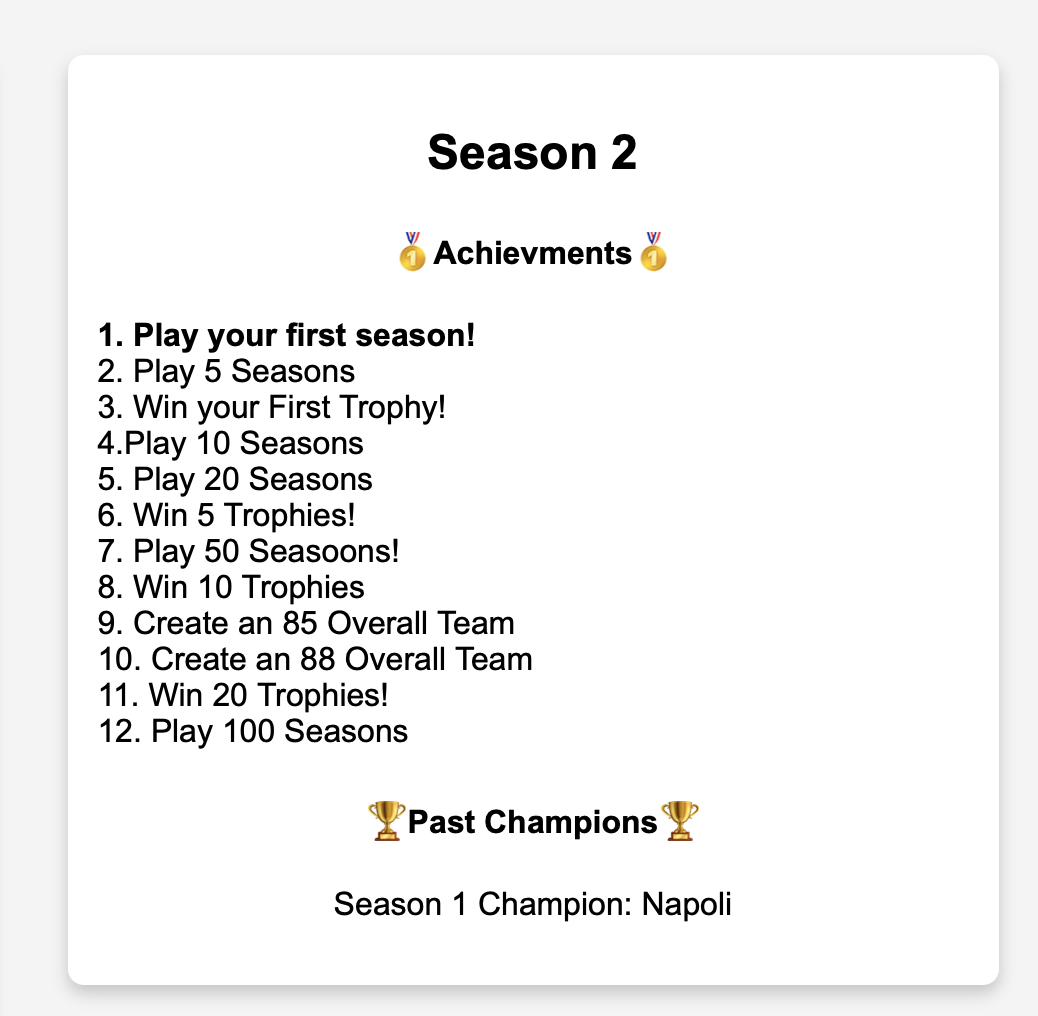 Season 2
🥇Achievments🥇
1. Play your first season!
2. Play 5 Seasons
3. Win your First Trophy!
4.Play 10 Seasons
5. Play 20 Seasons
6. Win 5 Trophies!
7. Play 50 Seasoons!
8. Win 10 Trophies
9. Create an 85 Overall Team
10. Create an 88 Overall Team
11. Win 20 Trophies!
12. Play 100 Seasons
🏆Past Champions🏆
Season 1 Champion: Napoli